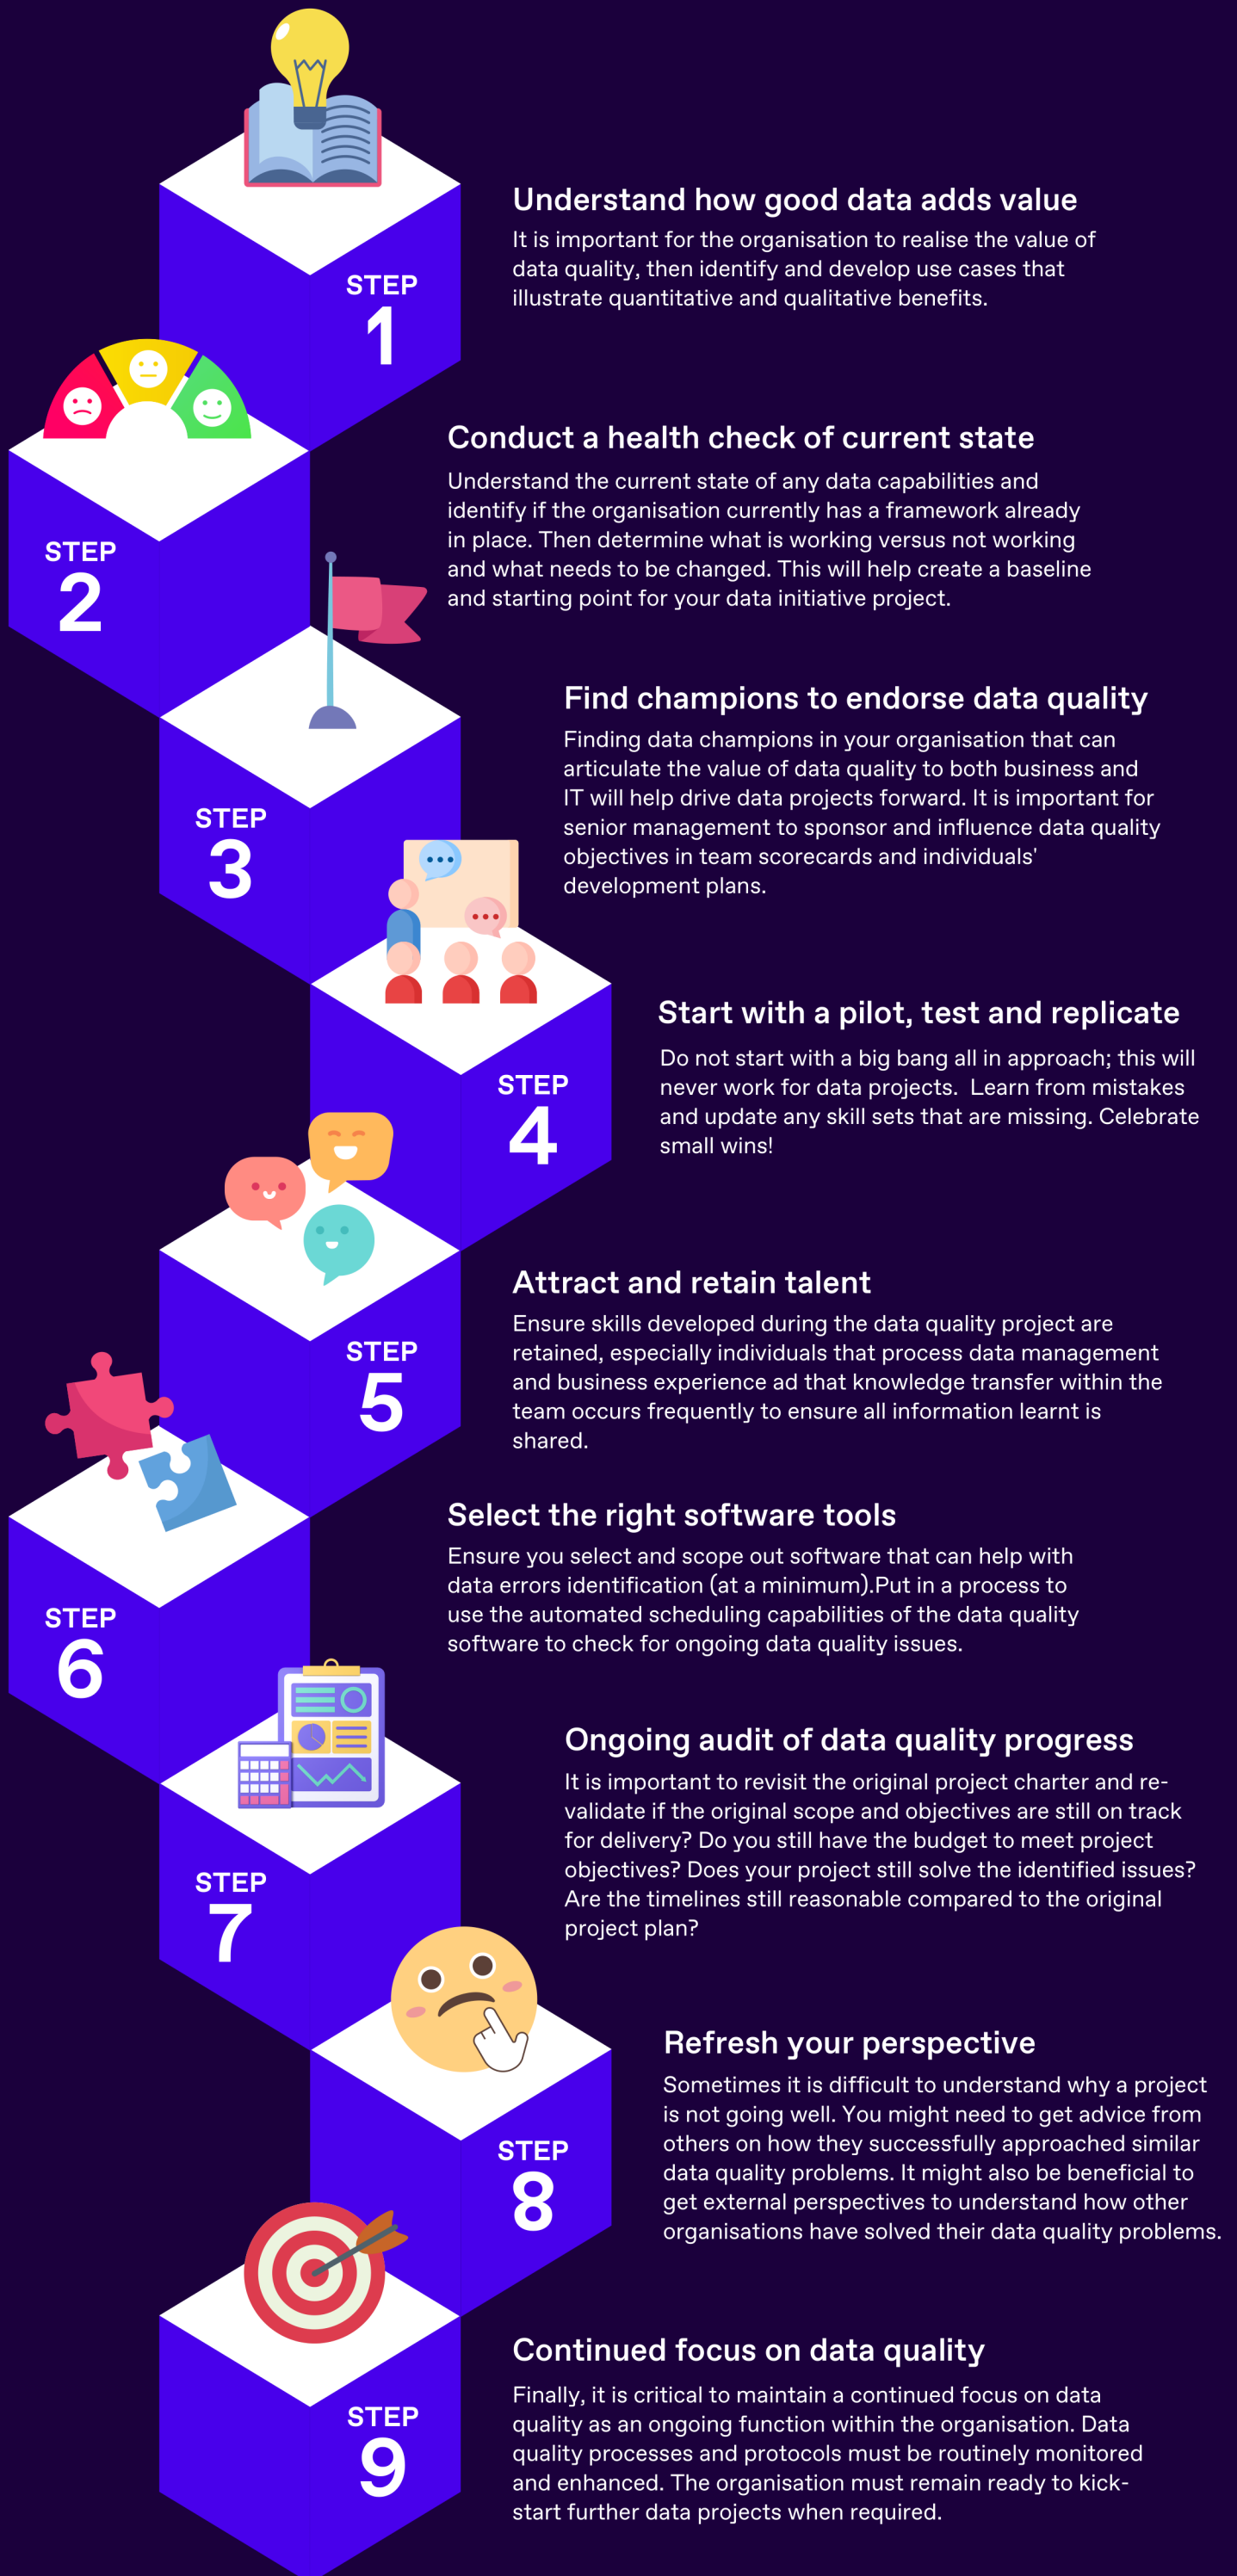 STEP
1
Understand how good data adds value
It is important for the organisation to realise the value of
data quality, then identify and develop use cases that
illustrate quantitative and qualitative benefits.
STEP
2
Conduct a health check of current state
Understand the current state of any data capabilities and
identify if the organisation currently has a framework already
in place. Then determine what is working versus not working
and what needs to be changed. This will help create a baseline
and starting point for your data initiative project.
STEP
3
Find champions to endorse data quality
Finding data champions in your organisation that can
articulate the value of data quality to both business and
IT will help drive data projects forward. It is important for
senior management to sponsor and influence data quality
objectives in team scorecards and individuals'
development plans.
STEP
4
Start with a pilot, test and replicate
Do not start with a big bang all in approach; this will
never work for data projects.  Learn from mistakes
and update any skill sets that are missing. Celebrate
small wins!
STEP
5
Attract and retain talent
Ensure skills developed during the data quality project are
retained, especially individuals that process data management
and business experience ad that knowledge transfer within the
team occurs frequently to ensure all information learnt is
shared.
STEP
6
Select the right software tools
Ensure you select and scope out software that can help with
data errors identification (at a minimum).Put in a process to
use the automated scheduling capabilities of the data quality
software to check for ongoing data quality issues.
STEP
7
Ongoing audit of data quality progress
It is important to revisit the original project charter and re-
validate if the original scope and objectives are still on track
for delivery? Do you still have the budget to meet project
objectives? Does your project still solve the identified issues?
Are the timelines still reasonable compared to the original
project plan?
STEP
8
Refresh your perspective
Sometimes it is difficult to understand why a project
is not going well. You might need to get advice from
others on how they successfully approached similar
data quality problems. It might also be beneficial to
get external perspectives to understand how other
organisations have solved their data quality problems.
STEP
9
Continued focus on data quality
Finally, it is critical to maintain a continued focus on data
quality as an ongoing function within the organisation. Data
quality processes and protocols must be routinely monitored
and enhanced. The organisation must remain ready to kick-
start further data projects when required.